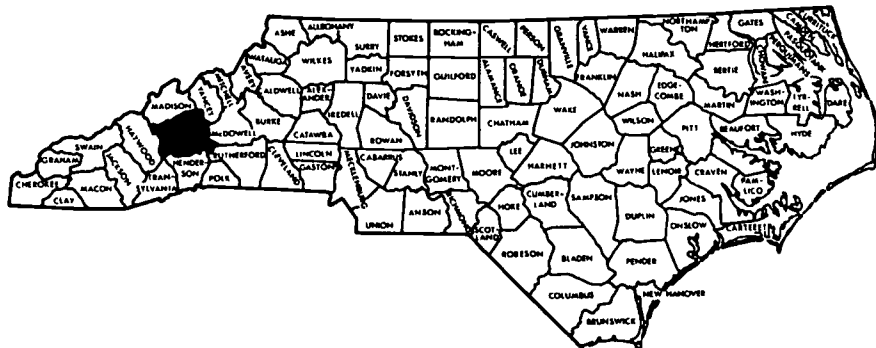 ASHE
ALLEGHANY
SURRY
STOKES
ROCKING-
HAM
CASWELL
PERSON
GRANVILLE
VANCE
WARREN
NORTHAMP
TON
GATES
HERTFORD
CURRITUCK
WATAUGA
WILKES
YADKIN
FORSYTH
GUILFORD
ALAMANCE
ORANGE
DURHAM
FRANKLIN
HALIFAX
BERTIE
CHOWAN
MADISON
YANCEY
MITCHELL
AVERY
CALDWELL
ALEX-
ANDER
IREDELL
DAVIE
DAVIDSON
RANDOLPH
CHATHAM
WAKE
NASH
EDGE-
COMBE
MARTIN
WASH-
INGTON
TYR-
RELL
DARE
SWAIN
HAYWOOD
McDOWELL
BURKE
CATAWBA
ROWAN
JOHNSTON
WILSON
PITT
BEAUFORT
HYDE
GRAHAM
CHEROKEE
CLAY
MACON
JACKSON
TRAN-
SYLVANIA
HENDER-
SON
POLK
RUTHERFORD
CLEVELAND
LINCOLN
GASTON
MECKLENBURG
CABARRUS
STANLY
MONT-
GOMERY
MOORE
LEE
HARNETT
WAYNE
GREENE
LENOIR
CRAVEN
PAM-
LICO
UNION
ANSON
RICHMOND
SCOT-
LAND
HOKE
CUMBER-
LAND
SAMPSON
DUPLIN
JONES
ONSLOW
CARTERET
ROBESON
BLADEN
PENDER
COLUMBUS
NEW HANOVER
BRUNSWICK